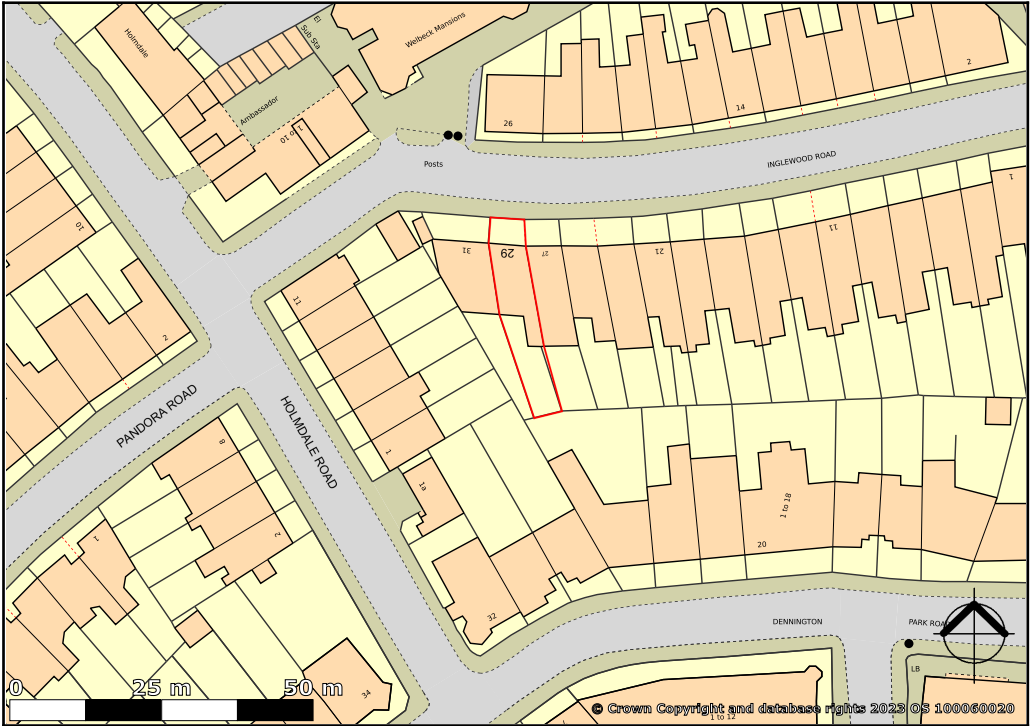 Holmdale
El
Sub Sta
Welbeck Mansions
Ambassador
1 to 10
Posts
26
14
2
INGLEWOOD ROAD
1
11
21
27
29
31
10
2
11
1
1a
PANDORA ROAD
HOLMDALE ROAD
8
2
1
32
34
1 to 18
20
DENNINGTON
PARK ROAD
LB
1 to 12
0
25 m
50 m
© Crown Copyright and database rights 2023 OS 100060020